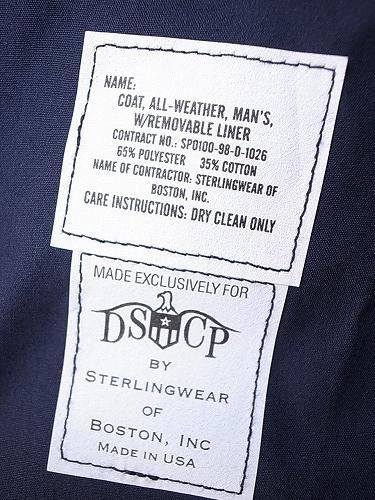 NAME:
COAT, ALL-WEATHER, MAN'S,
W/REMOVABLE LINER
CONTRACT NO.: SPO100-98-D-1026
65% POLYESTER 35% COTTON
NAME OF CONTRACTOR: STERLINGWEAR OF
BOSTON, INC.
CARE INSTRUCTIONS: DRY CLEAN ONLY
MADE EXCLUSIVELY FOR
DSCP
BY
STERLINGWEAR
OF
BOSTON, INC
MADE IN USA